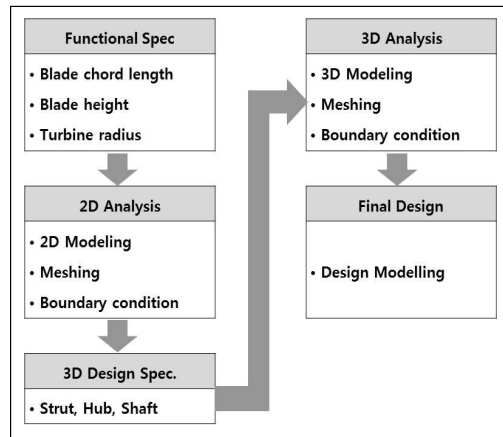 Functional Spec
• Blade chord length
• Blade height
• Turbine radius
2D Analysis
• 2D Modeling
• Meshing
• Boundary condition
3D Design Spec.
• Strut, Hub, Shaft
3D Analysis
• 3D Modeling
• Meshing
• Boundary condition
Final Design
• Design Modelling